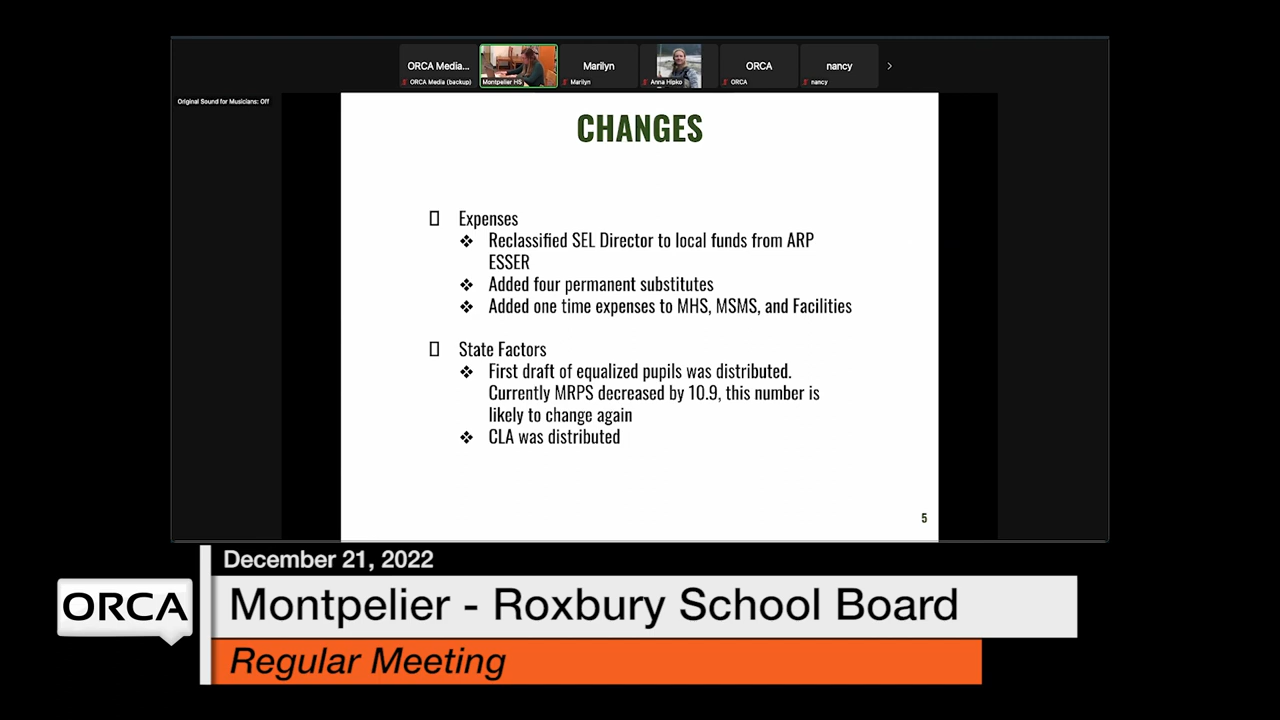 ORCA Media...
Marilyn
ORCA
nancy
ORCA Media (backup)
Montpelier HS
Marilyn
Anna Hipko
ORCA
nancy
Original Sound for Musicians: Off
CHANGES
Expenses
❖ Reclassified SEL Director to local funds from ARP
ESSER
❖ Added four permanent substitutes
❖ Added one time expenses to MHS, MSMS, and Facilities
State Factors
❖ First draft of equalized pupils was distributed.
Currently MRPS decreased by 10.9, this number is
likely to change again
❖ CLA was distributed
5
December 21, 2022
ORCA
Montpelier - Roxbury School Board
Regular Meeting